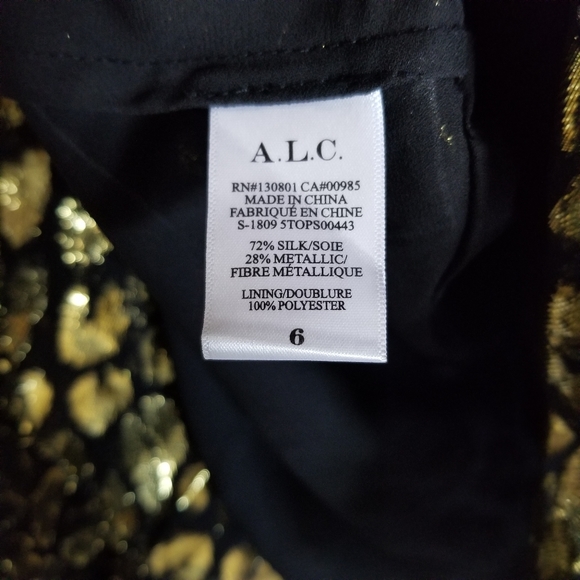 A.L.C.
RN#130801 CA#00985
MADE IN CHINA
FABRIQUÉ EN CHINE
S-1809 5TOPS00443
72% SILK/SOIE
28% METALLIC/
FIBRE MÉTALLIQUE
LINING/DOUBLURE
100% POLYESTER
6